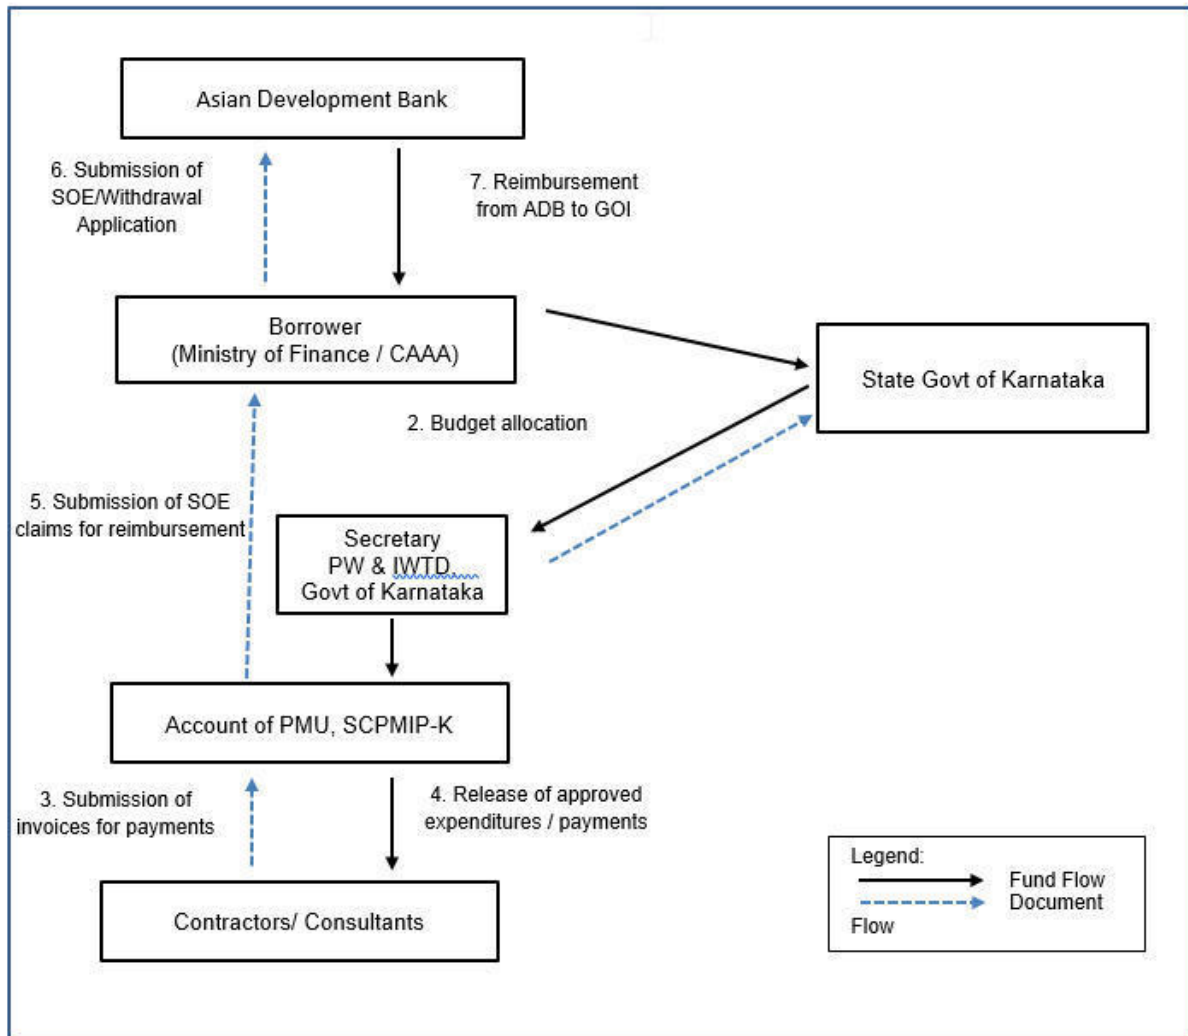 Asian Development Bank
6. Submission of
SOE/Withdrawal
Application
7. Reimbursement
from ADB to GOI
Borrower
(Ministry of Finance / CAAA)
State Govt of Karnataka
2. Budget allocation
5. Submission of SOE
claims for reimbursement
Secretary
PW & IWTD,
Govt of Karnataka
Account of PMU, SCPMIP-K
3. Submission of
invoices for payments
4. Release of approved
expenditures / payments
Contractors/ Consultants
Legend:
Fund Flow
Document
Flow